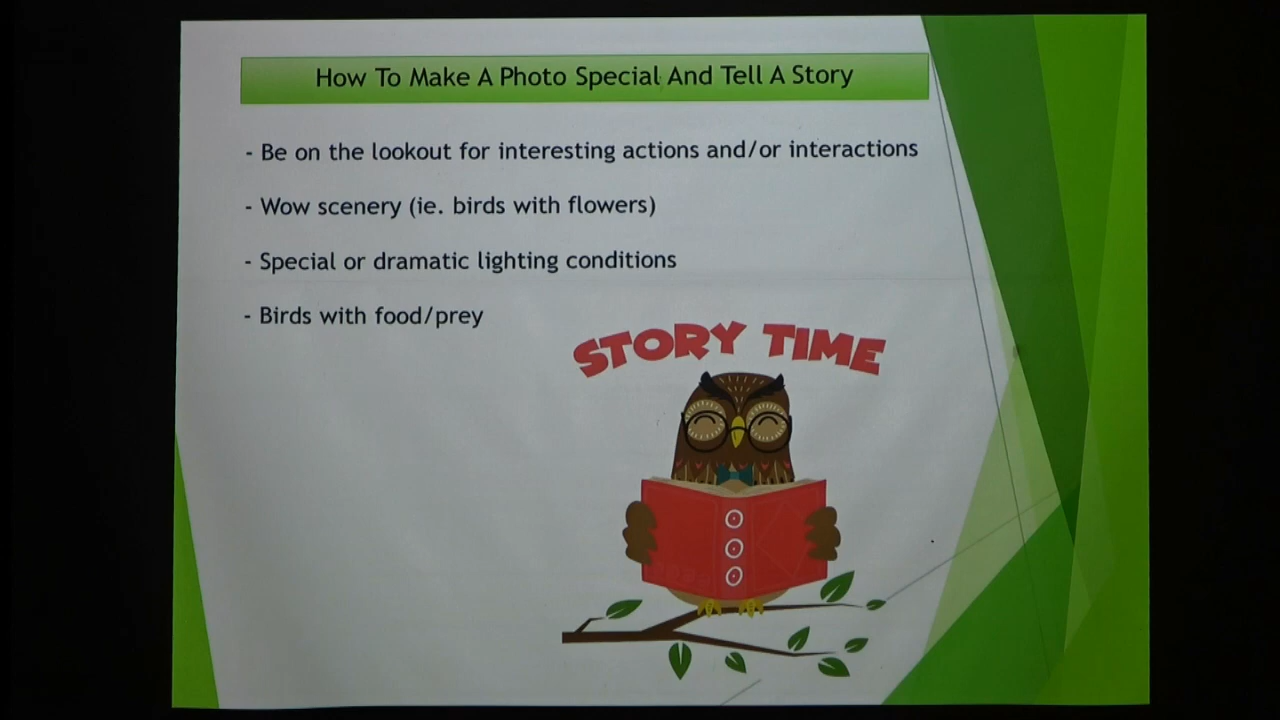 How To Make A Photo Special And Tell A Story
- Be on the lookout for interesting actions and/or interactions
- Wow scenery (ie. birds with flowers)
- Special or dramatic lighting conditions
- Birds with food/prey
STORY TIME